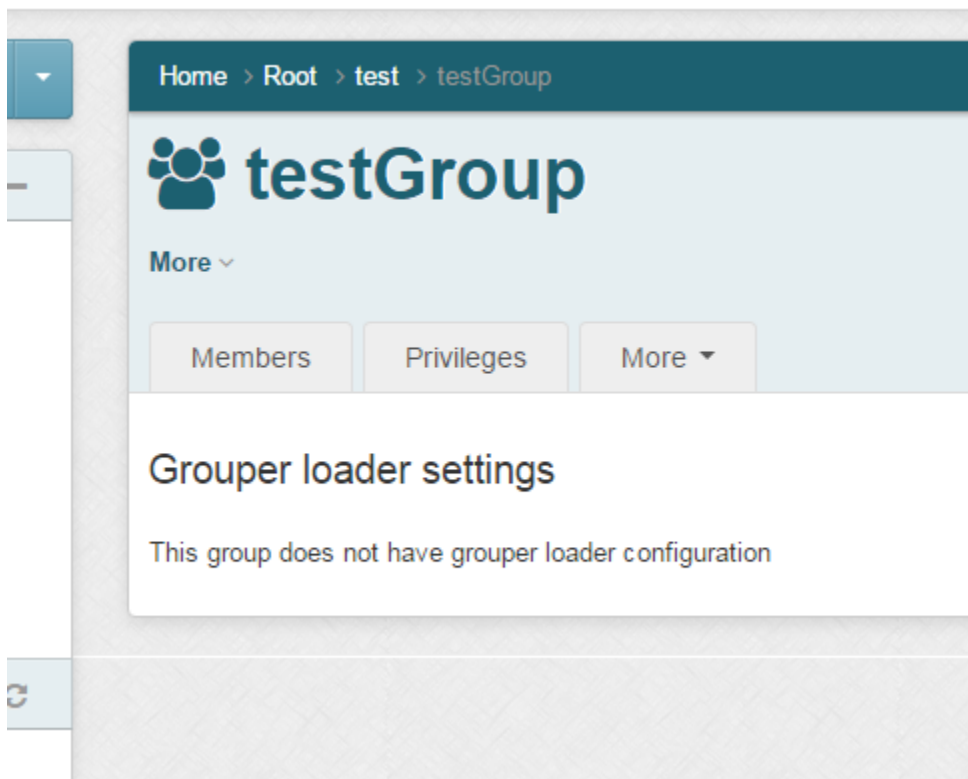 Home > Root > test > testGroup
testGroup
More
Members Privileges More
Grouper loader settings
This group does not have grouper loader configuration